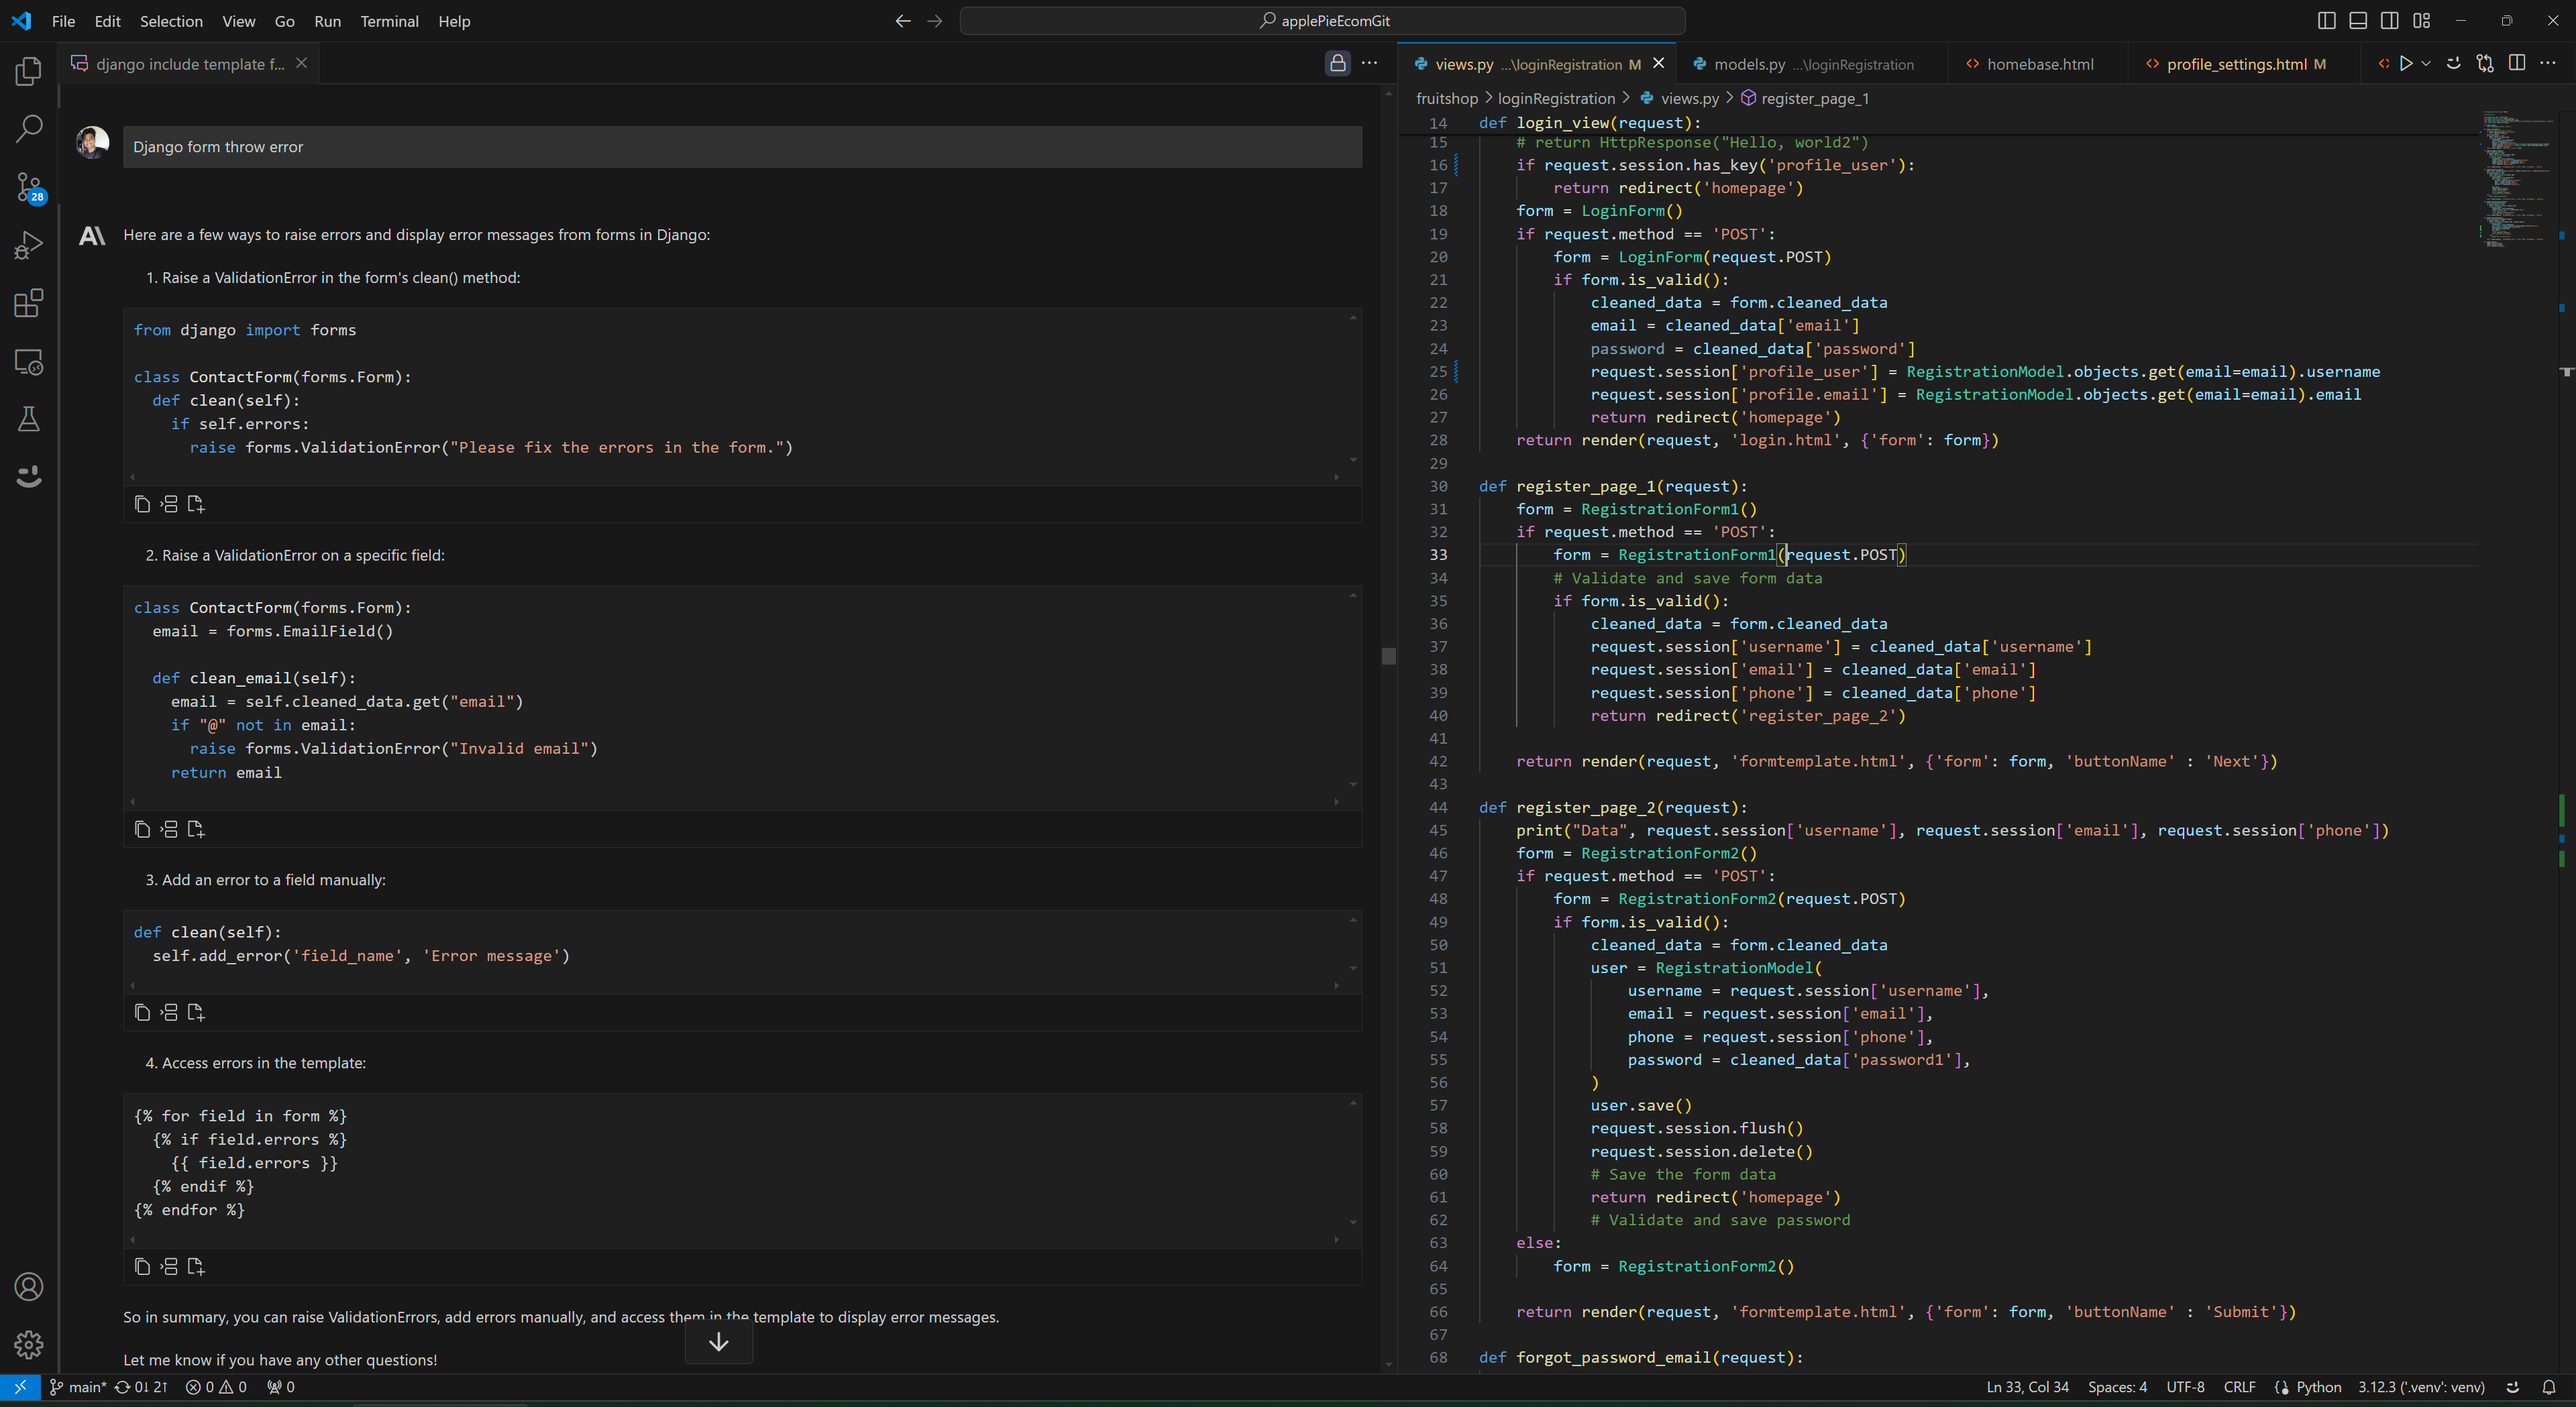 File Edit Selection View Go Run Terminal Help
applePieEcomGit
django include template f...
Django form throw error
Here are a few ways to raise errors and display error messages from forms in Django:
1. Raise a ValidationError in the form's clean() method:
from django import forms
class ContactForm(forms.Form):
def clean(self):
if self.errors:
raise forms.ValidationError("Please fix the errors in the form.")
2. Raise a ValidationError on a specific field:
class ContactForm(forms.Form):
email = forms.EmailField()
def clean_email(self):
email = self.cleaned_data.get("email")
if "@" not in email:
raise forms.ValidationError("Invalid email")
return email
3. Add an error to a field manually:
def clean(self):
self.add_error('field_name', 'Error message')
4. Access errors in the template:
{% for field in form %}
{% if field.errors %}
{{ field.errors }}
{% endif %}
{% endfor %}
So in summary, you can raise ValidationErrors, add errors manually, and access them in the template to display error messages.
Let me know if you have any other questions!
28
views.py ...\loginRegistration M
models.py ...\loginRegistration
homebase.html
profile_settings.html M
fruitshop > loginRegistration > views.py > register_page_1
14 def login_view(request):
15 # return HttpResponse("Hello, world2")
16 if request.session.has_key('profile_user'):
17 return redirect('homepage')
18 form = LoginForm()
19 if request.method == 'POST':
20 form = LoginForm(request.POST)
21 if form.is_valid():
22 cleaned_data = form.cleaned_data
23 email = cleaned_data['email']
24 password = cleaned_data['password']
25 request.session['profile_user'] = RegistrationModel.objects.get(email=email).username
26 request.session['profile.email'] = RegistrationModel.objects.get(email=email).email
27 return redirect('homepage')
28 return render(request, 'login.html', {'form': form})
29
30 def register_page_1(request):
31 form = RegistrationForm1()
32 if request.method == 'POST':
33 form = RegistrationForm1(request.POST)
34 # Validate and save form data
35 if form.is_valid():
36 cleaned_data = form.cleaned_data
37 request.session['username'] = cleaned_data['username']
38 request.session['email'] = cleaned_data['email']
39 request.session['phone'] = cleaned_data['phone']
40 return redirect('register_page_2')
41
42 return render(request, 'formtemplate.html', {'form': form, 'buttonName' : 'Next'})
43
44 def register_page_2(request):
45 print("Data", request.session['username'], request.session['email'], request.session['phone'])
46 form = RegistrationForm2()
47 if request.method == 'POST':
48 form = RegistrationForm2(request.POST)
49 if form.is_valid():
50 cleaned_data = form.cleaned_data
51 user = RegistrationModel(
52 username = request.session['username'],
53 email = request.session['email'],
54 phone = request.session['phone'],
55 password = cleaned_data['password1'],
56 )
57 user.save()
58 request.session.flush()
59 request.session.delete()
60 # Save the form data
61 return redirect('homepage')
62 # Validate and save password
63 else:
64 form = RegistrationForm2()
65
66 return render(request, 'formtemplate.html', {'form': form, 'buttonName' : 'Submit'})
67
68 def forgot_password_email(request):
main* 0↓ 2↑ 0 0 0
Ln 33, Col 34 Spaces: 4 UTF-8 CRLF Python 3.12.3 ('.venv': venv)